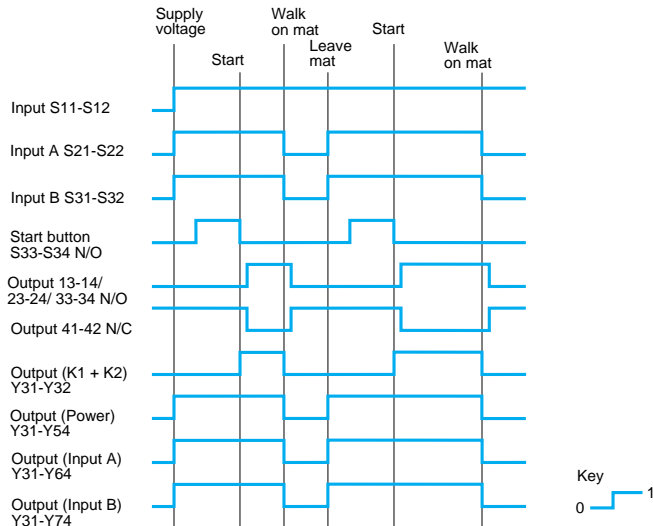 Supply
voltage
Start
Walk
on mat
Leave
mat
Start
Walk
on mat
Input S11-S12
Input A S21-S22
Input B S31-S32
Start button
S33-S34 N/O
Output 13-14/
23-24/ 33-34 N/O
Output 41-42 N/C
Output (K1 + K2)
Y31-Y32
Output (Power)
Y31-Y54
Output (Input A)
Y31-Y64
Output (Input B)
Y31-Y74
Key
0
1